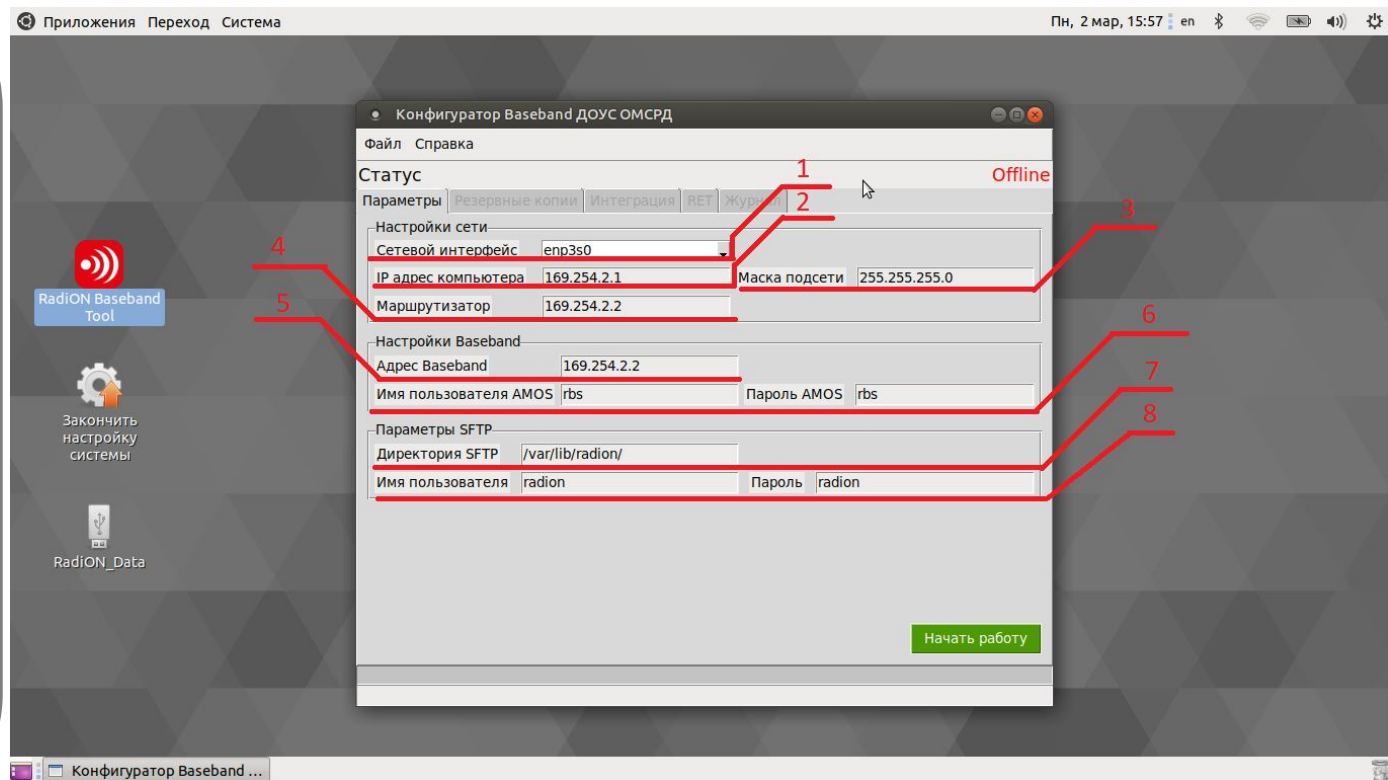 Приложения Переход Система
Пн, 2 мар, 15:57 en
Конфигуратор Baseband ДОУС ОМСРД
Файл Справка
Статус Offline
1
Параметры Резервные копии Интеграция RET Журнал
2
3
Настройки сети
4
Сетевой интерфейс enp3s0
IP адрес компьютера 169.254.2.1 Маска подсети 255.255.255.0
RadiON Baseband
Tool
5
Маршрутизатор 169.254.2.2
6
Настройки Baseband
Адрес Baseband 169.254.2.2
7
Имя пользователя AMOS rbs Пароль AMOS rbs
8
Закончить
настройку
системы
Параметры SFTP
Директория SFTP /var/lib/radion/
Имя пользователя radion Пароль radion
RadiON_Data
Начать работу
Конфигуратор Baseband ...